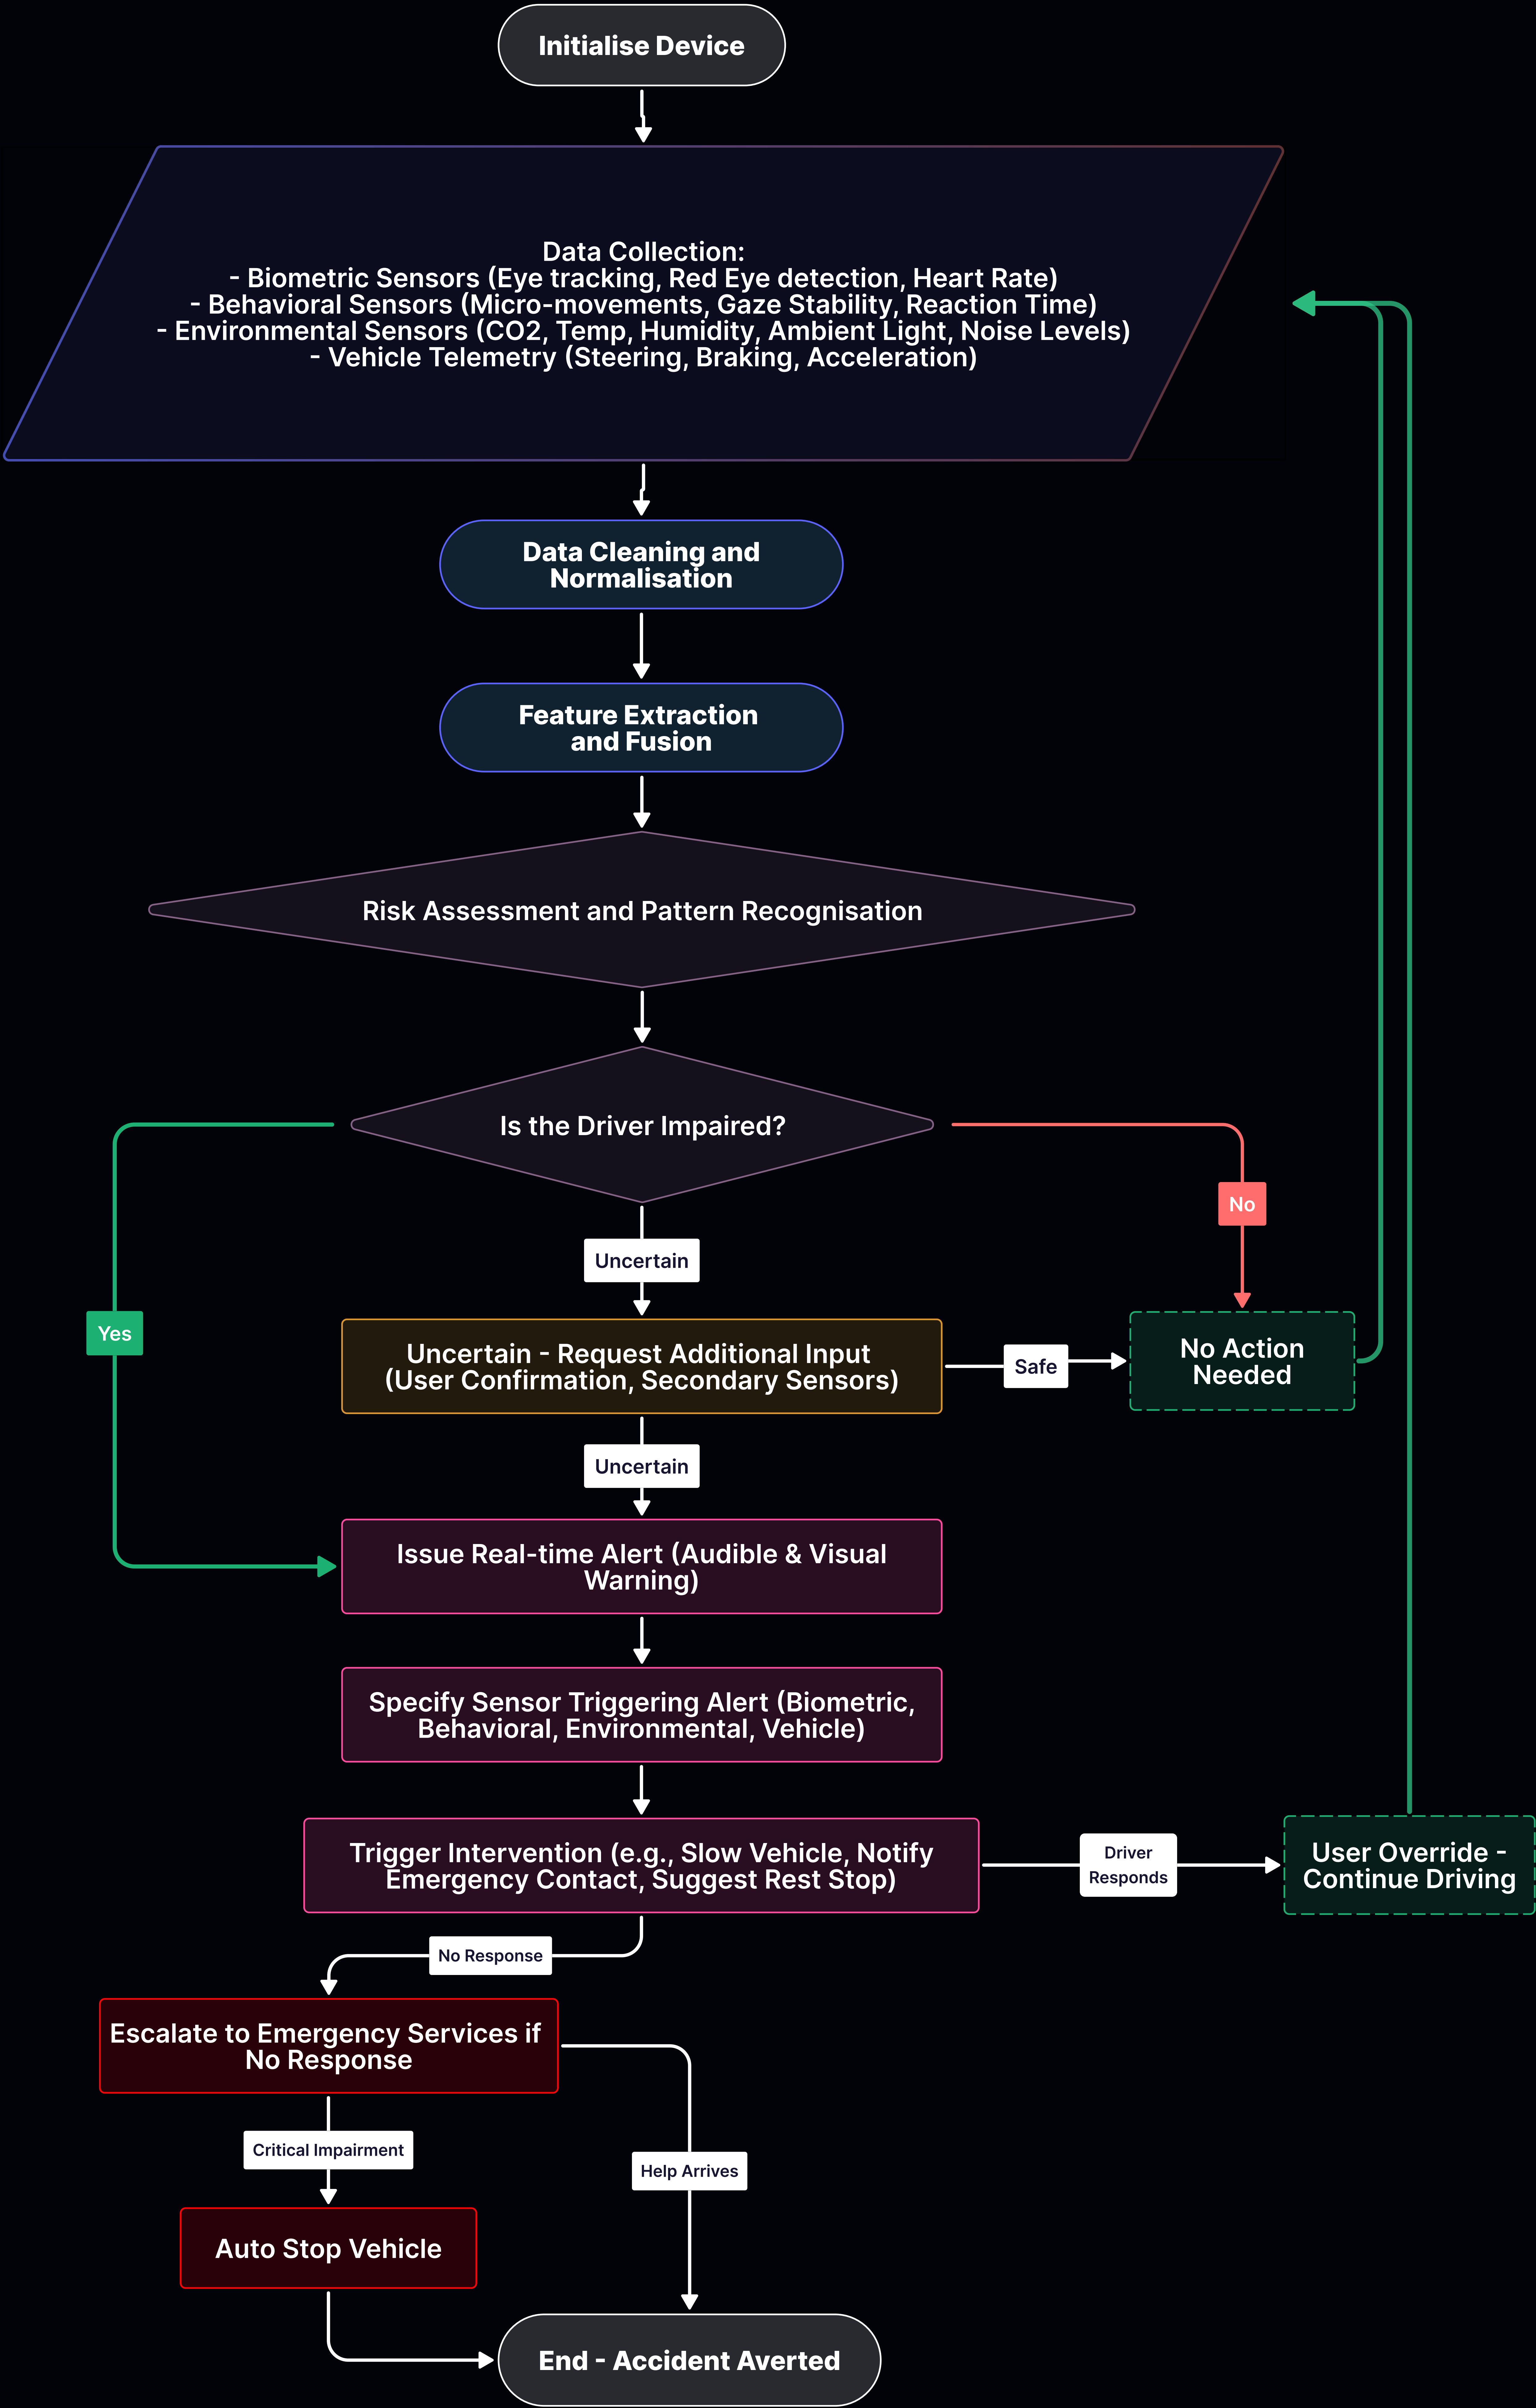 Initialise Device
Data Collection:
- Biometric Sensors (Eye tracking, Red Eye detection, Heart Rate)
- Behavioral Sensors (Micro-movements, Gaze Stability, Reaction Time)
- Environmental Sensors (CO2, Temp, Humidity, Ambient Light, Noise Levels)
- Vehicle Telemetry (Steering, Braking, Acceleration)
Data Cleaning and
Normalisation
Feature Extraction
and Fusion
Risk Assessment and Pattern Recognisation
Is the Driver Impaired?
No
Uncertain
Yes
Uncertain - Request Additional Input
(User Confirmation, Secondary Sensors)
Safe
No Action
Needed
Uncertain
Issue Real-time Alert (Audible & Visual
Warning)
Specify Sensor Triggering Alert (Biometric,
Behavioral, Environmental, Vehicle)
Trigger Intervention (e.g., Slow Vehicle, Notify
Emergency Contact, Suggest Rest Stop)
Driver
Responds
User Override -
Continue Driving
No Response
Escalate to Emergency Services if
No Response
Critical Impairment
Help Arrives
Auto Stop Vehicle
End - Accident Averted